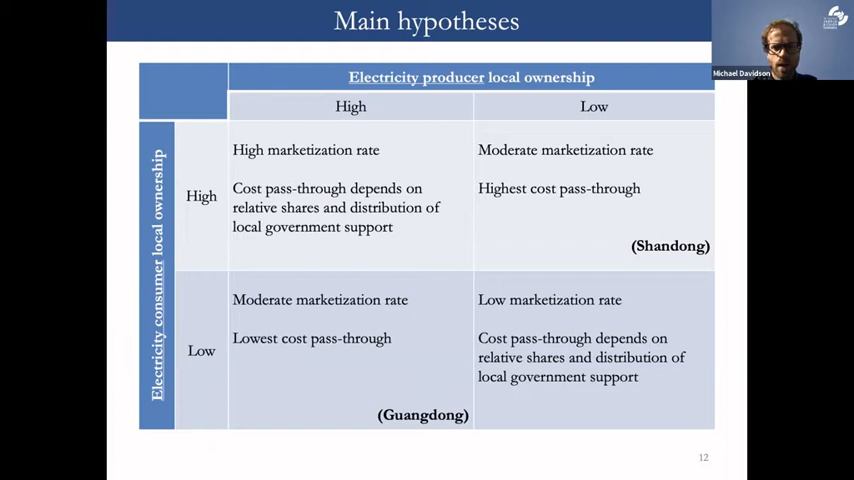 Main hypotheses
Michael Davidson
Electricity producer local ownership
High
Low
Electricity consumer local ownership
High
High marketization rate
Cost pass-through depends on
relative shares and distribution of
local government support
Moderate marketization rate
Highest cost pass-through
(Shandong)
Low
Moderate marketization rate
Lowest cost pass-through
(Guangdong)
Low marketization rate
Cost pass-through depends on
relative shares and distribution of
local government support
12